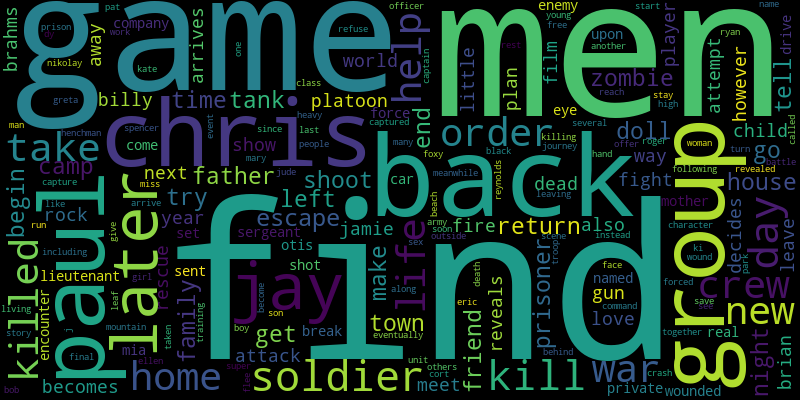 game
men
find
back
chris
paul
group
jay
later
killed
take
order
soldier
kill
war
crew
day
new
home
help
life
night
return
father
tank
time
billy
platoon
zombie
doll
child
tell
player
enemy
film
plan
little
world
company
away
arrives
brahms
pat
work
prison
nikolay
kate
greta
one
refuse
class
officer
captain
young
free
start
name
upon
another
ryan
reach
stay
high
drive
attempt
however
called
eye
man
henchman
spencer
event
since
heavy
last
people
force
captured
killing
several
offer
roger
woman
turn
battle
following
revealed
come
show
mary
jude
many
foxy
black
journey
hand
way
go
camp
capture
miss
next
try
left
shoot
car
meanwhile
reynolds
leaving
dead
fight
house
mother
begin
rock
like
arrive
year
set
escape
jamie
fire
also
beach
army
soon
sex
outside
scene
instead
character
ki
wound
decides
leave
run
including
give
rescue
sergeant
otis
make
along
friend
death
troop
named
face
park
lieutenant
girl
sent
shot
prisoner
gun
command
forced
save
see
encounter
living
leaf
mountain
family
training
become
son
boy
get
break
town
eventually
eric
reveals
behind
love
together
real
brian
story
final
j
taken
mia
ellen
attack
unit
others
cort
meet
private
crash
wounded
becomes
bob
super
flee